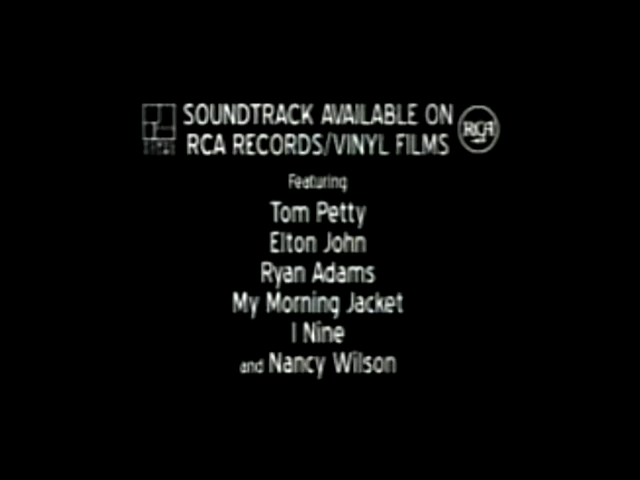 SOUNDTRACK AVAILABLE ON
RCA RECORDS/VINYL FILMS
RCA
Featuring
Tom Petty
Elton John
Ryan Adams
My Morning Jacket
I Nine
and Nancy Wilson